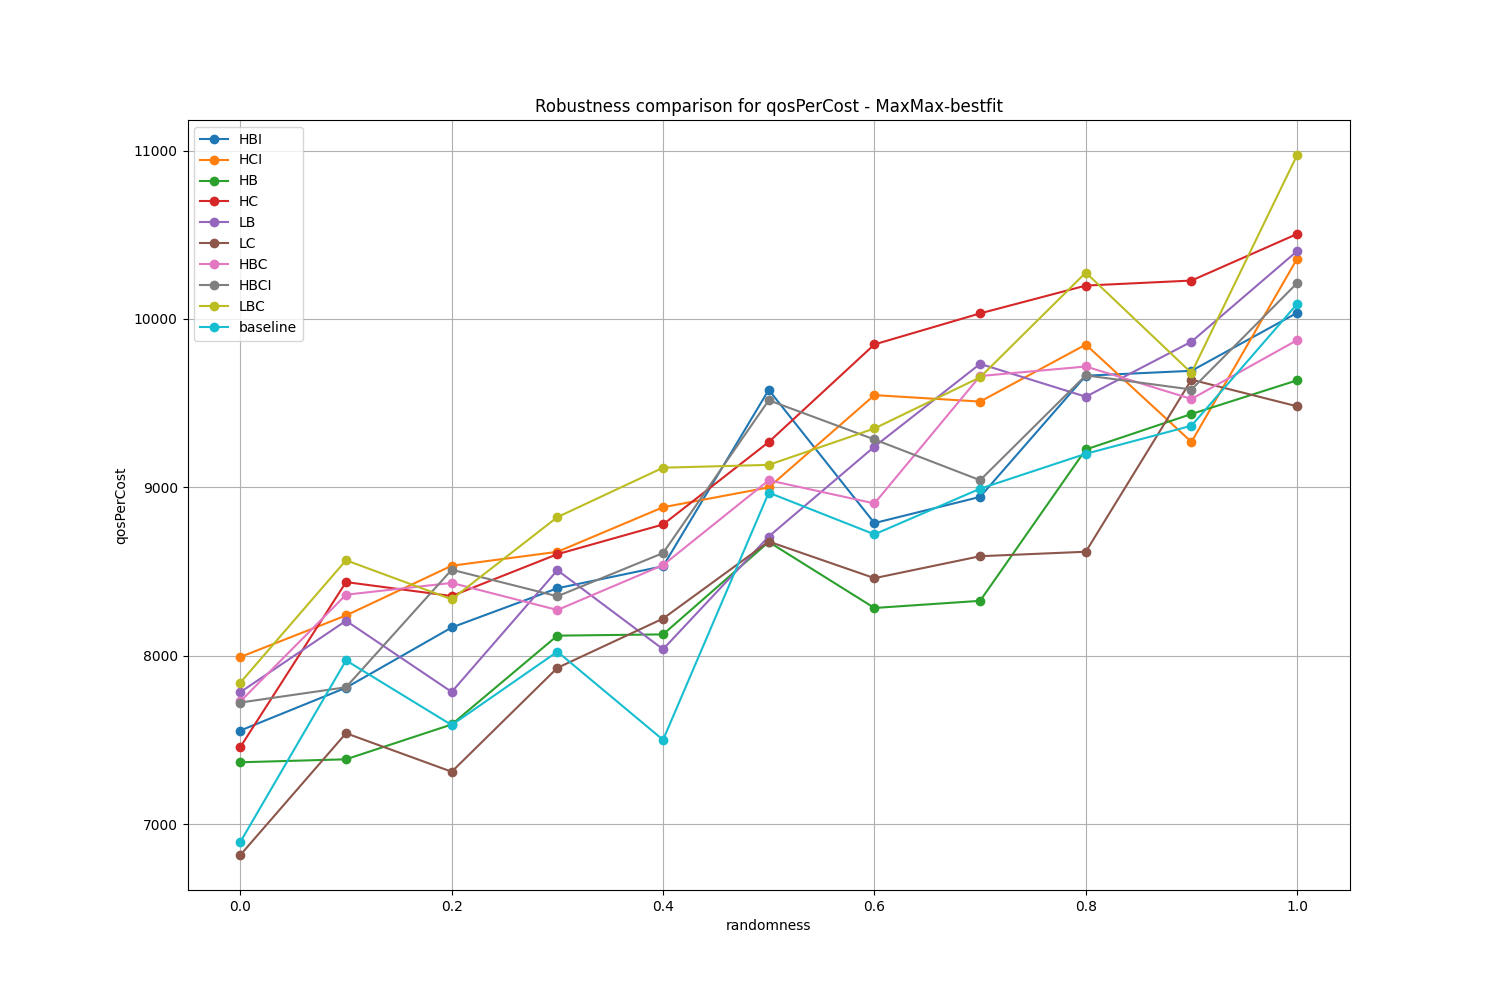 Robustness comparison for qosPerCost - MaxMax-bestfit
HBI
HCI
HB
HC
LB
LC
HBC
HBCI
LBC
baseline
11000
10000
9000
8000
7000
qosPerCost
0.0 0.2 0.4 0.6 0.8 1.0
randomness